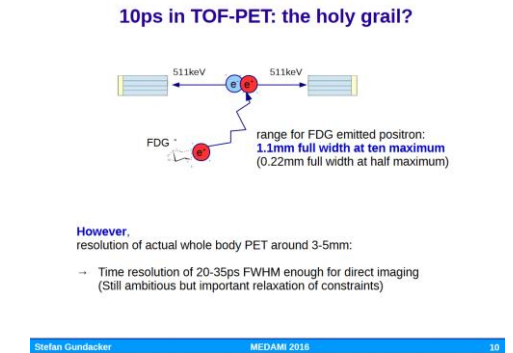 10ps in TOF-PET: the holy grail?
511keV 511keV
e⁻ e⁺
FDG
e⁺
range for FDG emitted positron:
1.1mm full width at ten maximum
(0.22mm full width at half maximum)
However,
resolution of actual whole body PET around 3-5mm:
→ Time resolution of 20-35ps FWHM enough for direct imaging
(Still ambitious but important relaxation of constraints)
Stefan Gundacker MEDAMI 2016 10